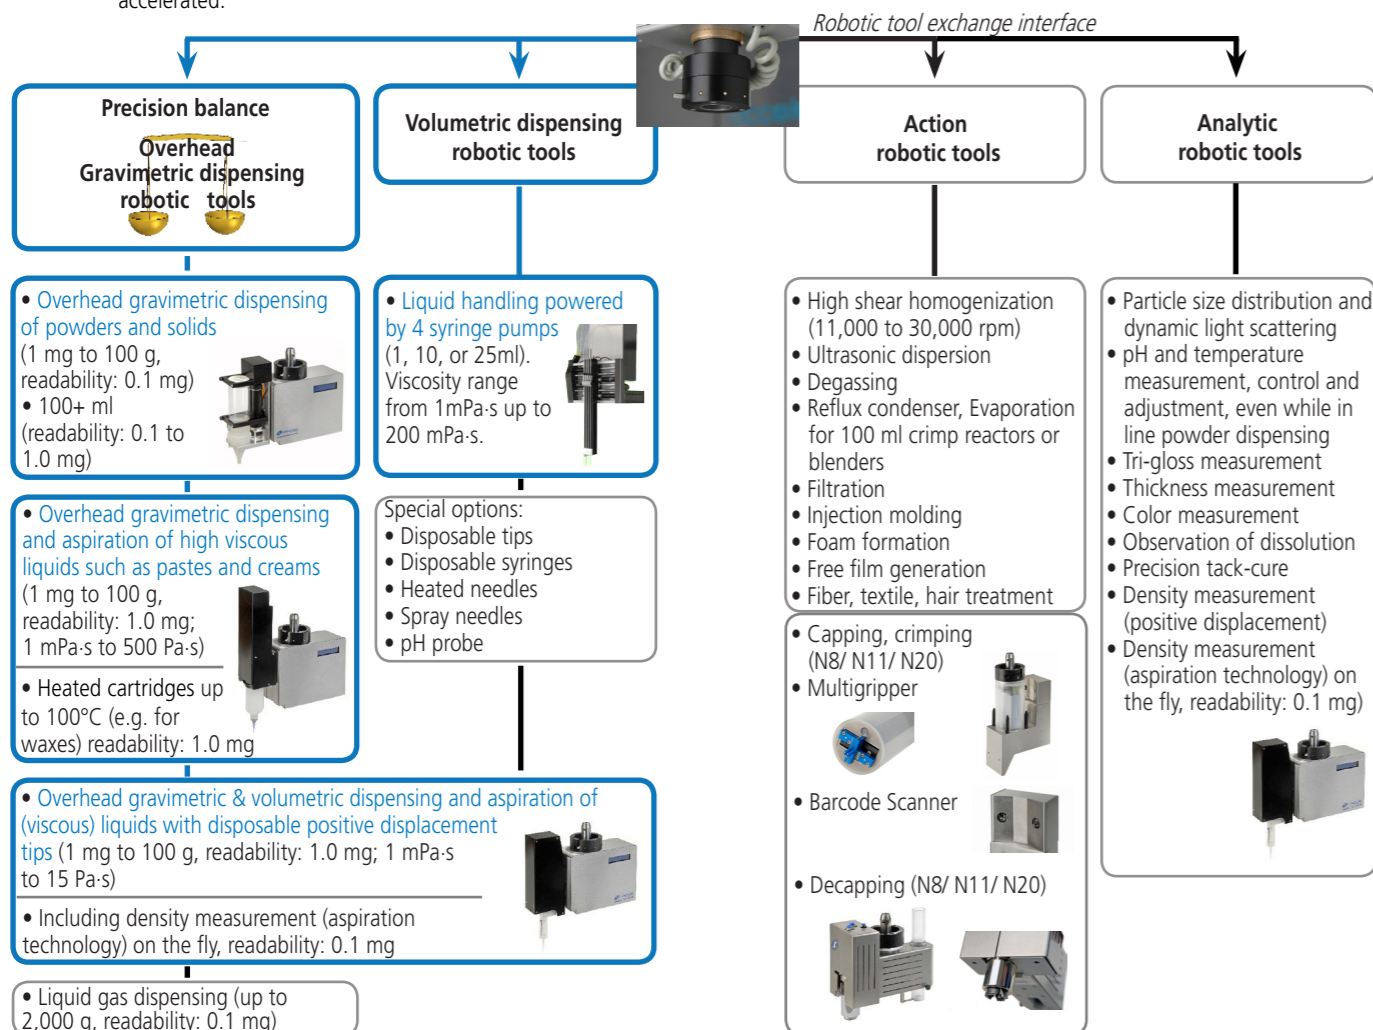 accelerated.
Robotic tool exchange interface
Precision balance
Overhead
Gravimetric dispensing
robotic tools
Volumetric dispensing
robotic tools
Action
robotic tools
Analytic
robotic tools
• Overhead gravimetric dispensing
of powders and solids
(1 mg to 100 g,
readability: 0.1 mg)
• 100+ ml
(readability: 0.1 to
1.0 mg)
• Overhead gravimetric dispensing
and aspiration of high viscous
liquids such as pastes and creams
(1 mg to 100 g,
readability: 1.0 mg;
1 mPa·s to 500 Pa·s)
• Heated cartridges up
to 100°C (e.g. for
waxes) readability: 1.0 mg
• Liquid handling powered
by 4 syringe pumps
(1, 10, or 25ml).
Viscosity range
from 1mPa·s up to
200 mPa·s.
Special options:
• Disposable tips
• Disposable syringes
• Heated needles
• Spray needles
• pH probe
• Overhead gravimetric & volumetric dispensing and aspiration of
(viscous) liquids with disposable positive displacement
tips (1 mg to 100 g, readability: 1.0 mg; 1 mPa·s
to 15 Pa·s)
• Including density measurement (aspiration
technology) on the fly, readability: 0.1 mg
• Liquid gas dispensing (up to
2,000 g, readability: 0.1 mg)
• High shear homogenization
(11,000 to 30,000 rpm)
• Ultrasonic dispersion
• Degassing
• Reflux condenser, Evaporation
for 100 ml crimp reactors or
blenders
• Filtration
• Injection molding
• Foam formation
• Free film generation
• Fiber, textile, hair treatment
• Capping, crimping
(N8/ N11/ N20)
• Multigripper
• Barcode Scanner
• Decapping (N8/ N11/ N20)
• Particle size distribution and
dynamic light scattering
• pH and temperature
measurement, control and
adjustment, even while in
line powder dispensing
• Tri-gloss measurement
• Thickness measurement
• Color measurement
• Observation of dissolution
• Precision tack-cure
• Density measurement
(positive displacement)
• Density measurement
(aspiration technology) on
the fly, readability: 0.1 mg)